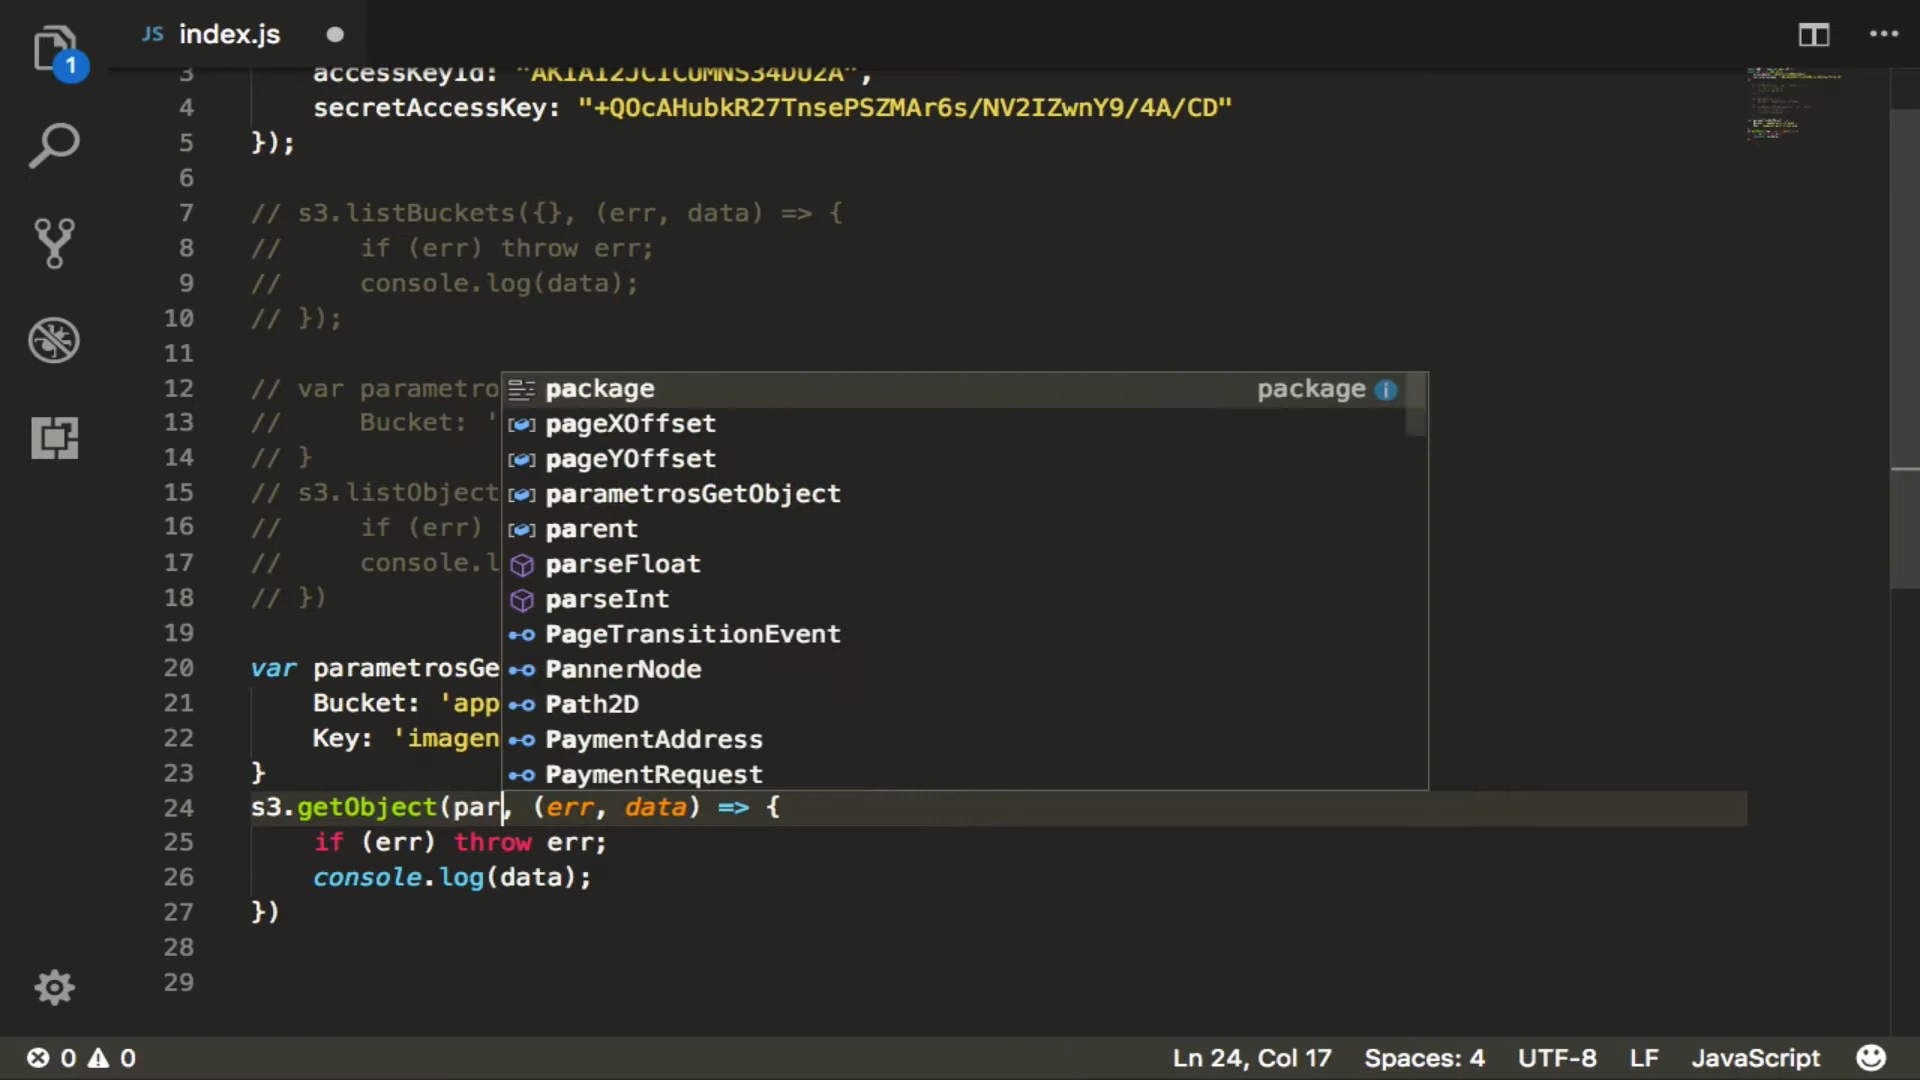 JS index.js
1
3 accessKeyId:
4 secretAccessKey: "+QOcAHubkR27TnsePSZMAr6s/NV2IZwnY9/4A/CD"
5 });
6
7 // s3.listBuckets({}, (err, data) => {
8 // if (err) throw err;
9 // console.log(data);
10 // });
11
12 // var parametro
13 // Bucket: '
14 // }
15 // s3.listObject
16 // if (err)
17 // console.l
18 // })
19
20 var parametrosGe
21 Bucket: 'app
22 Key: 'imagen
23 }
24 s3.getObject(par, (err, data) => {
25 if (err) throw err;
26 console.log(data);
27 })
28
29
package package
pageXOffset
pageYOffset
parametrosGetObject
parent
parseFloat
parseInt
PageTransitionEvent
PannerNode
Path2D
PaymentAddress
PaymentRequest
0 0 Ln 24, Col 17 Spaces: 4 UTF-8 LF JavaScript